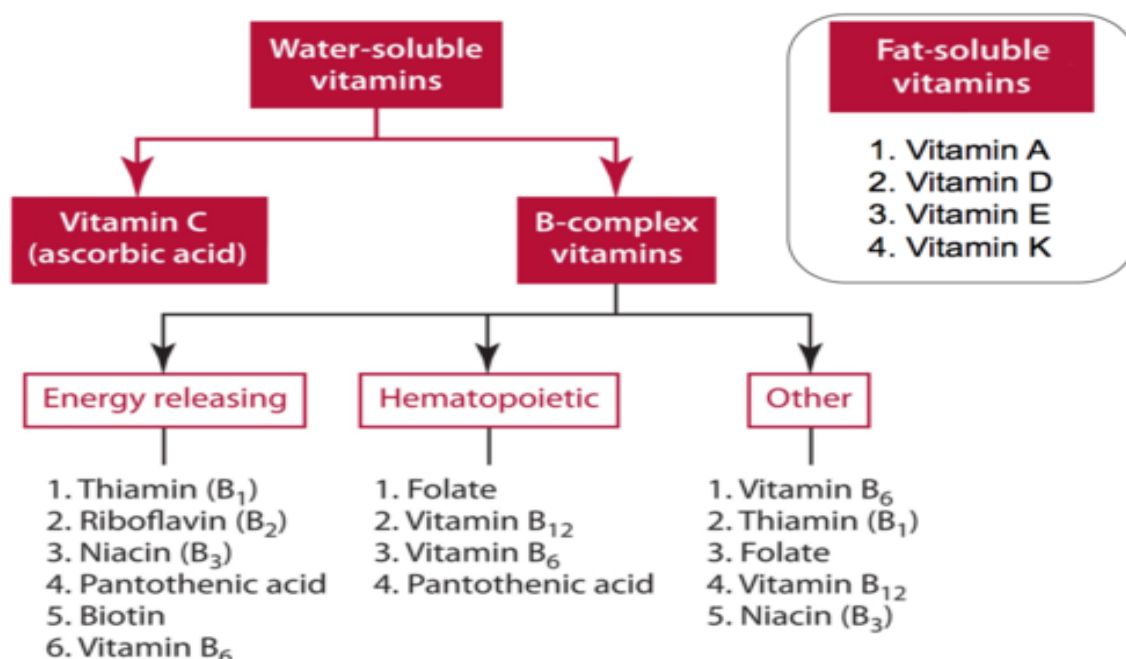 Water-soluble
vitamins
Fat-soluble
vitamins
1. Vitamin A
2. Vitamin D
3. Vitamin E
4. Vitamin K
Vitamin C
(ascorbic acid)
B-complex
vitamins
Energy releasing
1. Thiamin (B₁)
2. Riboflavin (B₂)
3. Niacin (B₃)
4. Pantothenic acid
5. Biotin
6. Vitamin B₆
Hematopoietic
1. Folate
2. Vitamin B₁₂
3. Vitamin B₆
4. Pantothenic acid
Other
1. Vitamin B₆
2. Thiamin (B₁)
3. Folate
4. Vitamin B₁₂
5. Niacin (B₃)